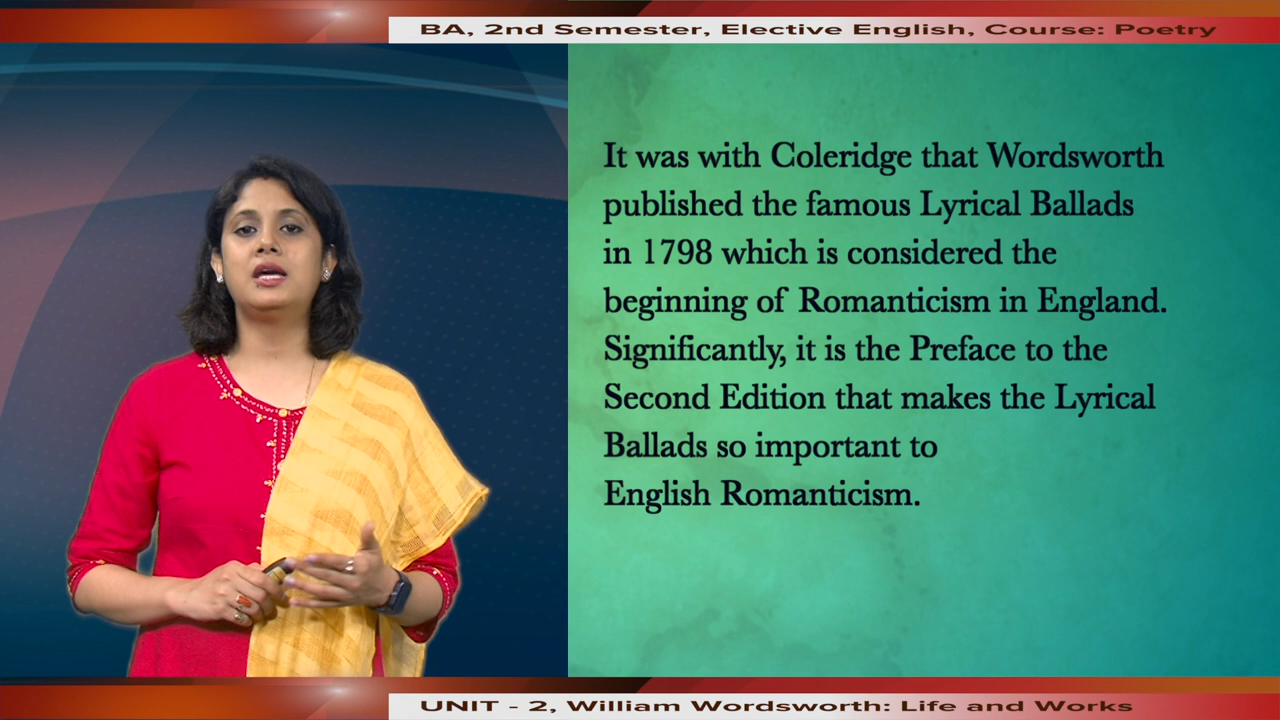 BA, 2nd Semester, Elective English, Course: Poetry
It was with Coleridge that Wordsworth
published the famous Lyrical Ballads
in 1798 which is considered the
beginning of Romanticism in England.
Significantly, it is the Preface to the
Second Edition that makes the Lyrical
Ballads so important to
English Romanticism.
UNIT - 2, William Wordsworth: Life and Works